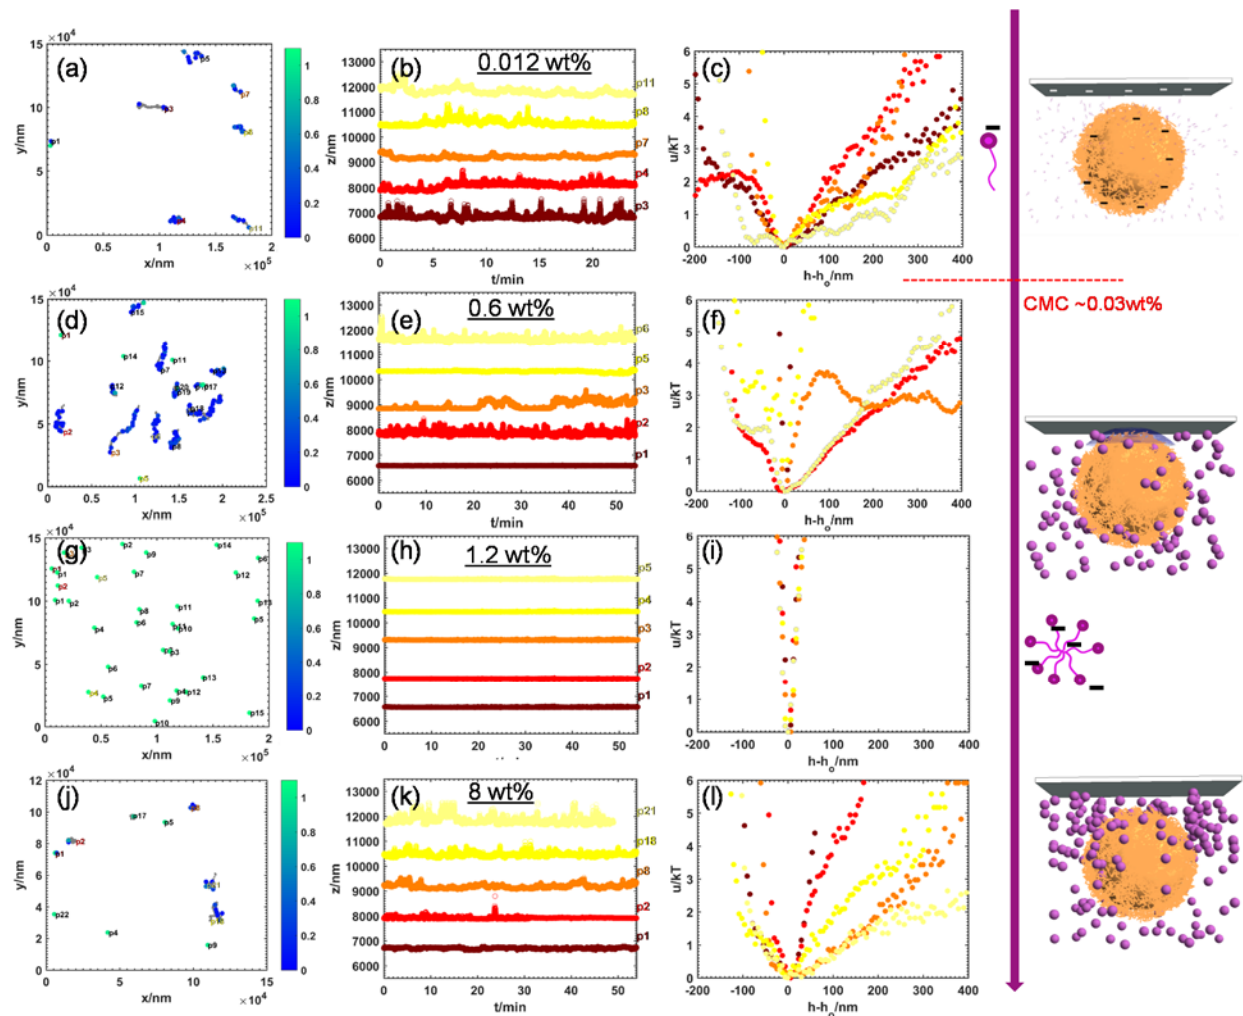 (a)
×10⁴
15
10
5
0
y/nm
0
0.5
1
1.5
2
×10⁵
x/nm
p1
p3
p5
p7
p11
1
0.8
0.6
0.4
0.2
0
(b)
0.012 wt%
13000
12000
11000
10000
9000
8000
7000
6000
z/nm
0
5
10
15
20
t/min
p11
p8
p7
p4
p3
(c)
6
5
4
3
2
1
0
u/kT
-200
-100
0
100
200
300
400
h-hₒ/nm
CMC ~0.03wt%
(d)
×10⁴
15
10
5
0
y/nm
0
0.5
1
1.5
2
2.5
×10⁵
x/nm
p15
p1
p14
p11
p7
p12
p19
p17
p2
p3
1
0.8
0.6
0.4
0.2
0
(e)
0.6 wt%
13000
12000
11000
10000
9000
8000
7000
6000
z/nm
0
10
20
30
40
50
t/min
p6
p5
p3
p2
p1
(f)
6
5
4
3
2
1
0
u/kT
-200
-100
0
100
200
300
400
h-hₒ/nm
(g)
×10⁴
15
10
5
0
y/nm
0
0.5
1
1.5
2
×10⁵
x/nm
p2
p14
p9
p6
p1
p7
p12
p5
p2
p1
p2
p8
p11
p13
p6
p10
p5
p4
p3
p6
p13
p7
p4
p12
p4
p5
p9
p15
p10
1
0.8
0.6
0.4
0.2
0
(h)
1.2 wt%
13000
12000
11000
10000
9000
8000
7000
6000
z/nm
0
10
20
30
40
50
p5
p4
p3
p2
p1
(i)
6
5
4
3
2
1
0
u/kT
-200
-100
0
100
200
300
400
h-hₒ/nm
(j)
×10⁴
12
10
8
6
4
2
0
y/nm
0
5
10
15
×10⁴
x/nm
p17
p5
p2
p1
p22
p4
p9
1
0.8
0.6
0.4
0.2
0
(k)
8 wt%
13000
12000
11000
10000
9000
8000
7000
6000
z/nm
0
10
20
30
40
50
t/min
p21
p18
p8
p2
p1
(l)
6
5
4
3
2
1
0
u/kT
-200
-100
0
100
200
300
400
h-hₒ/nm